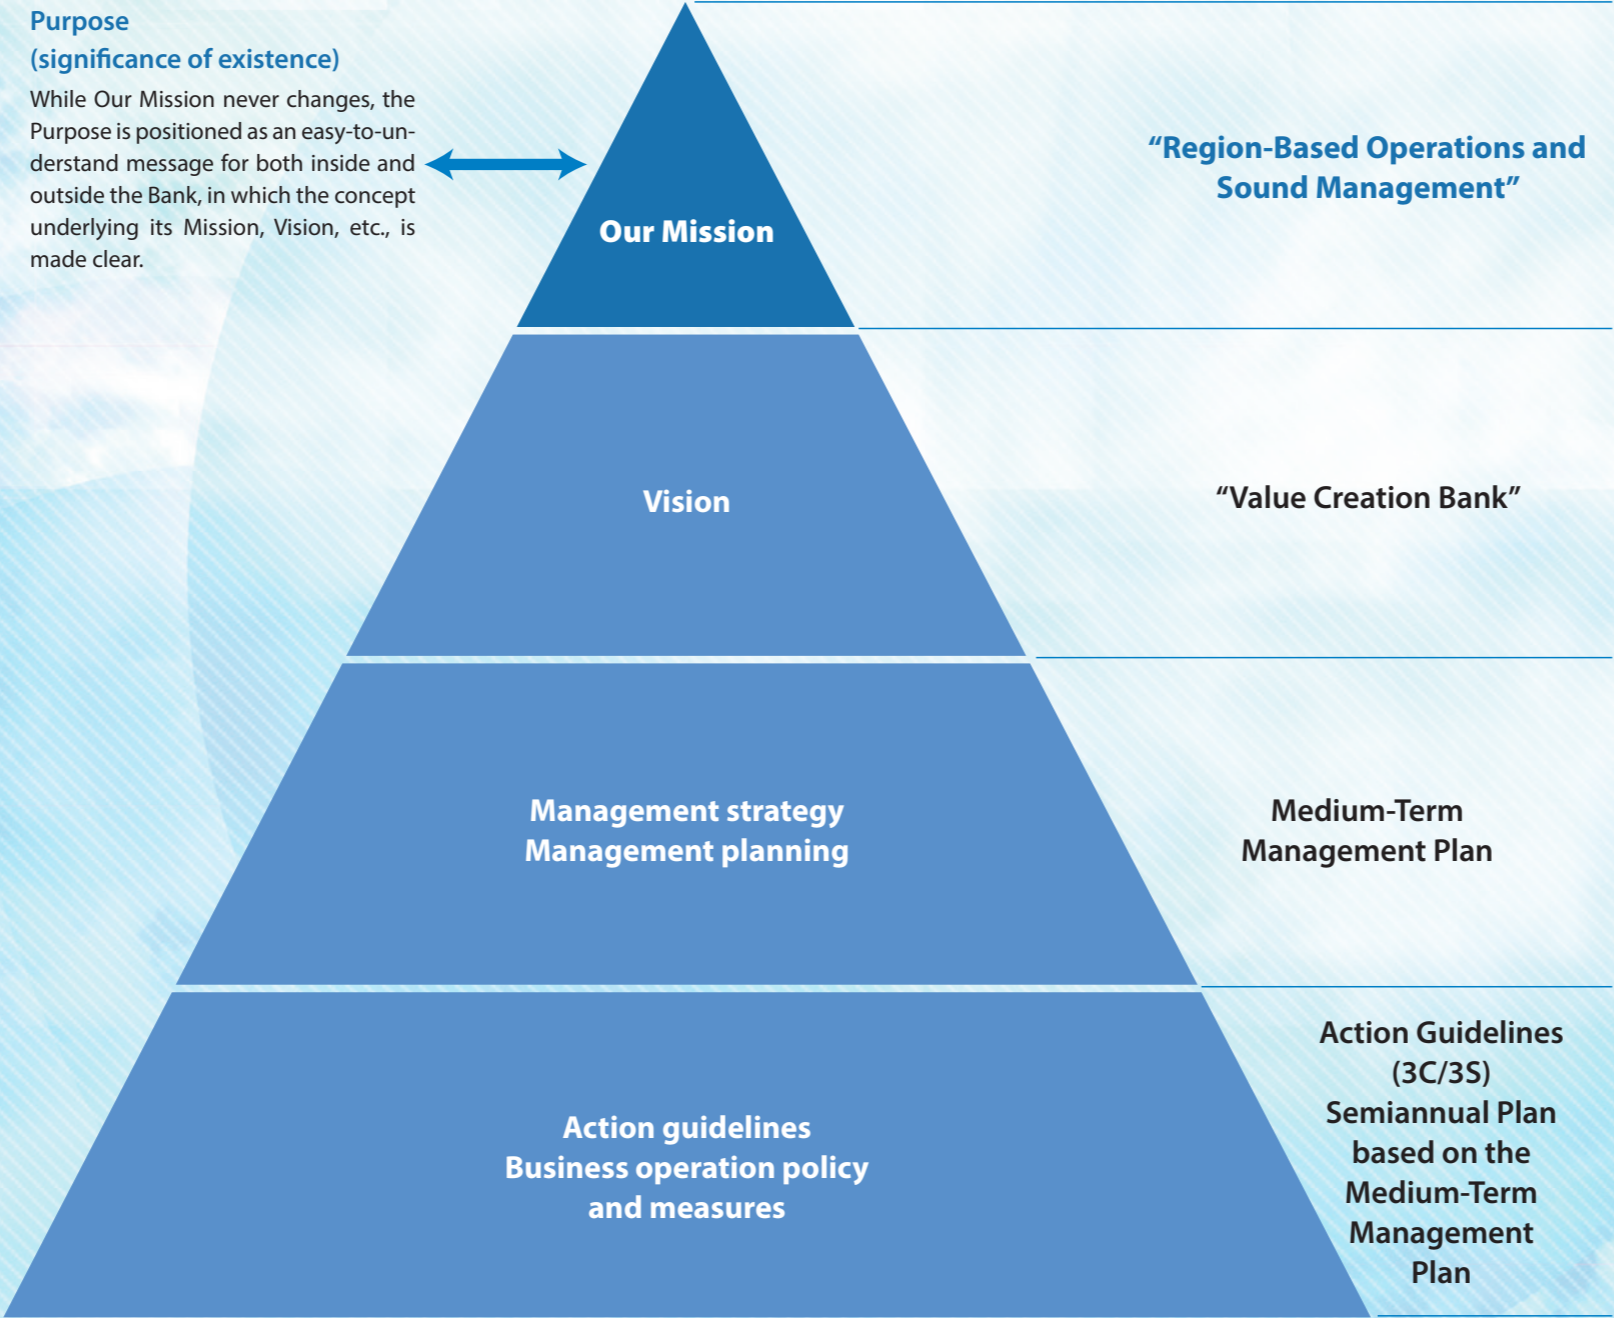 Purpose
(significance of existence)
While Our Mission never changes, the
Purpose is positioned as an easy-to-un-
derstand message for both inside and
outside the Bank, in which the concept
underlying its Mission, Vision, etc., is
made clear.
Our Mission
“Region-Based Operations and
Sound Management”
Vision
“Value Creation Bank”
Management strategy
Management planning
Medium-Term
Management Plan
Action guidelines
Business operation policy
and measures
Action Guidelines
(3C/3S)
Semiannual Plan
based on the
Medium-Term
Management
Plan